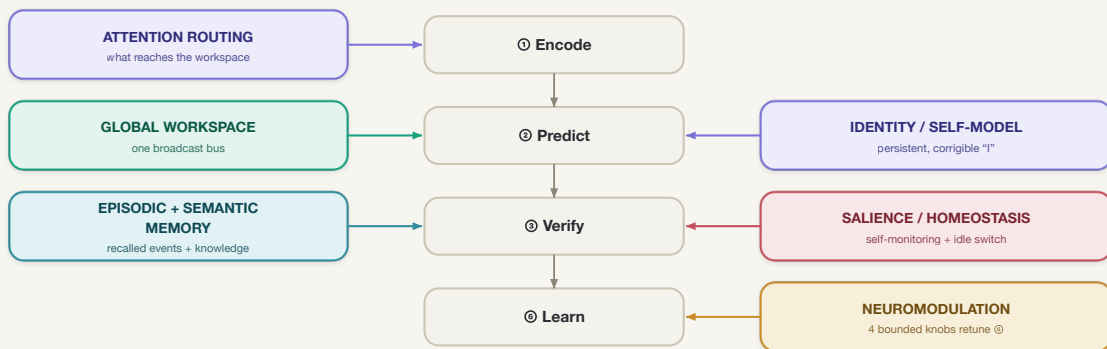 ATTENTION ROUTING
what reaches the workspace
① Encode
GLOBAL WORKSPACE
one broadcast bus
② Predict
IDENTITY / SELF-MODEL
persistent, corrigible “I”
EPISODIC + SEMANTIC
MEMORY
recalled events + knowledge
③ Verify
SALIENCE / HOMEOSTASIS
self-monitoring + idle switch
⑥ Learn
NEUROMODULATION
4 bounded knobs retune ⑥